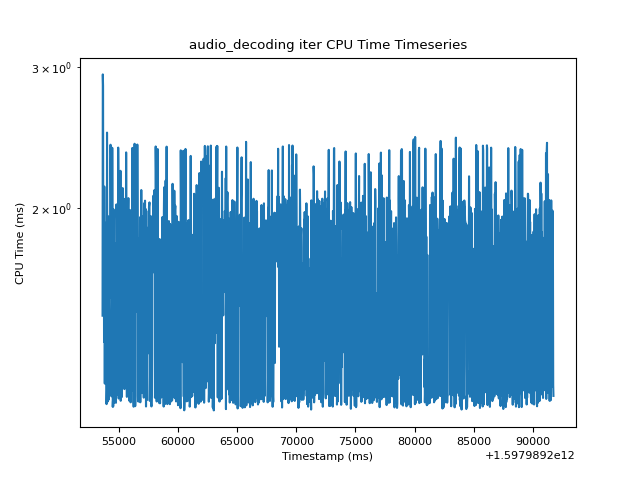 audio_decoding iter CPU Time Timeseries
3 × 10⁰
2 × 10⁰
CPU Time (ms)
55000 60000 65000 70000 75000 80000 85000 90000
Timestamp (ms)
+1.5979892e12